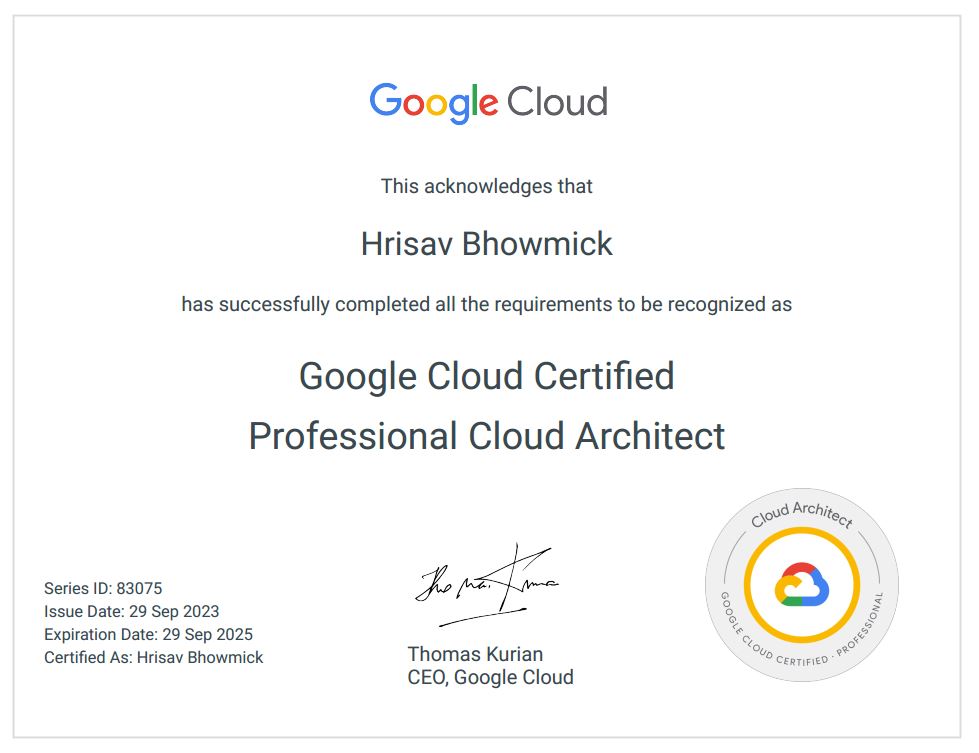 Google Cloud
This acknowledges that
Hrisav Bhowmick
has successfully completed all the requirements to be recognized as
Google Cloud Certified
Professional Cloud Architect
Series ID: 83075
Issue Date: 29 Sep 2023
Expiration Date: 29 Sep 2025
Certified As: Hrisav Bhowmick
Thomas Kurian
Thomas Kurian
CEO, Google Cloud
Cloud Architect
GOOGLE CLOUD CERTIFIED · PROFESSIONAL